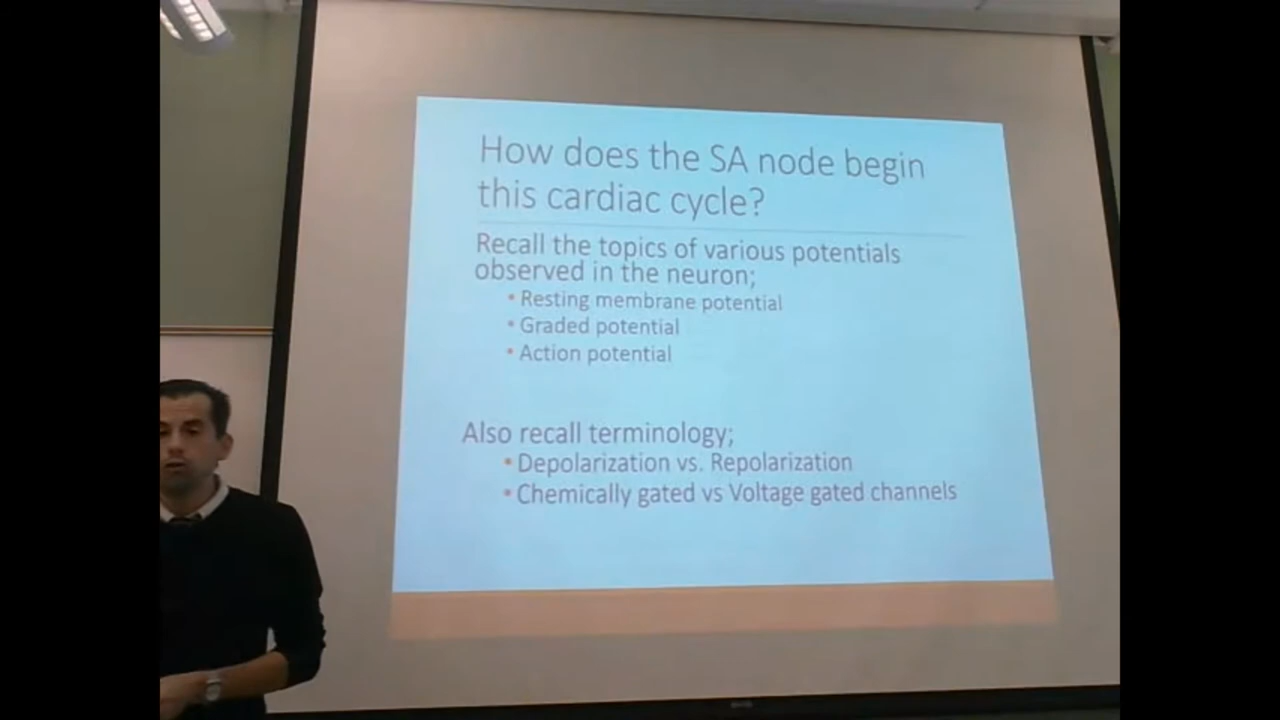 How does the SA node begin
this cardiac cycle?
Recall the topics of various potentials
observed in the neuron;
• Resting membrane potential
• Graded potential
• Action potential
Also recall terminology;
• Depolarization vs. Repolarization
• Chemically gated vs Voltage gated channels